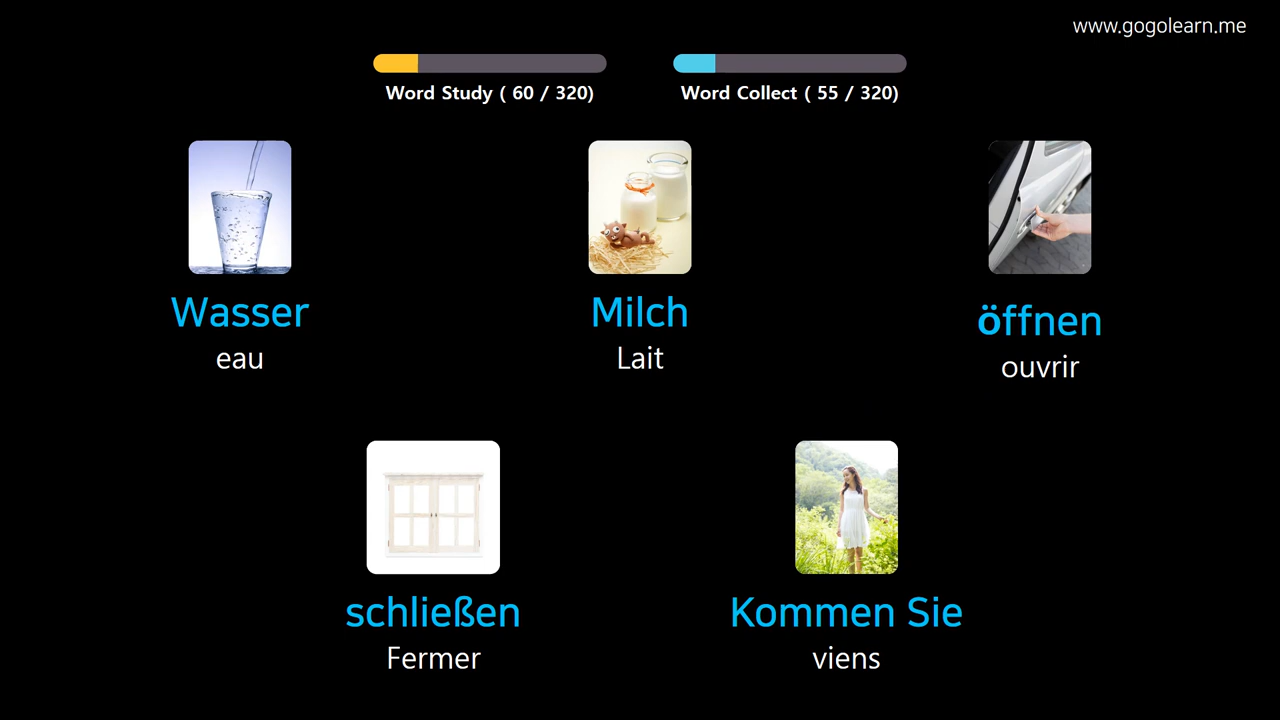 www.gogolearn.me
Word Study ( 60 / 320)
Word Collect ( 55 / 320)
Wasser
eau
Milch
Lait
öffnen
ouvrir
schließen
Fermer
Kommen Sie
viens